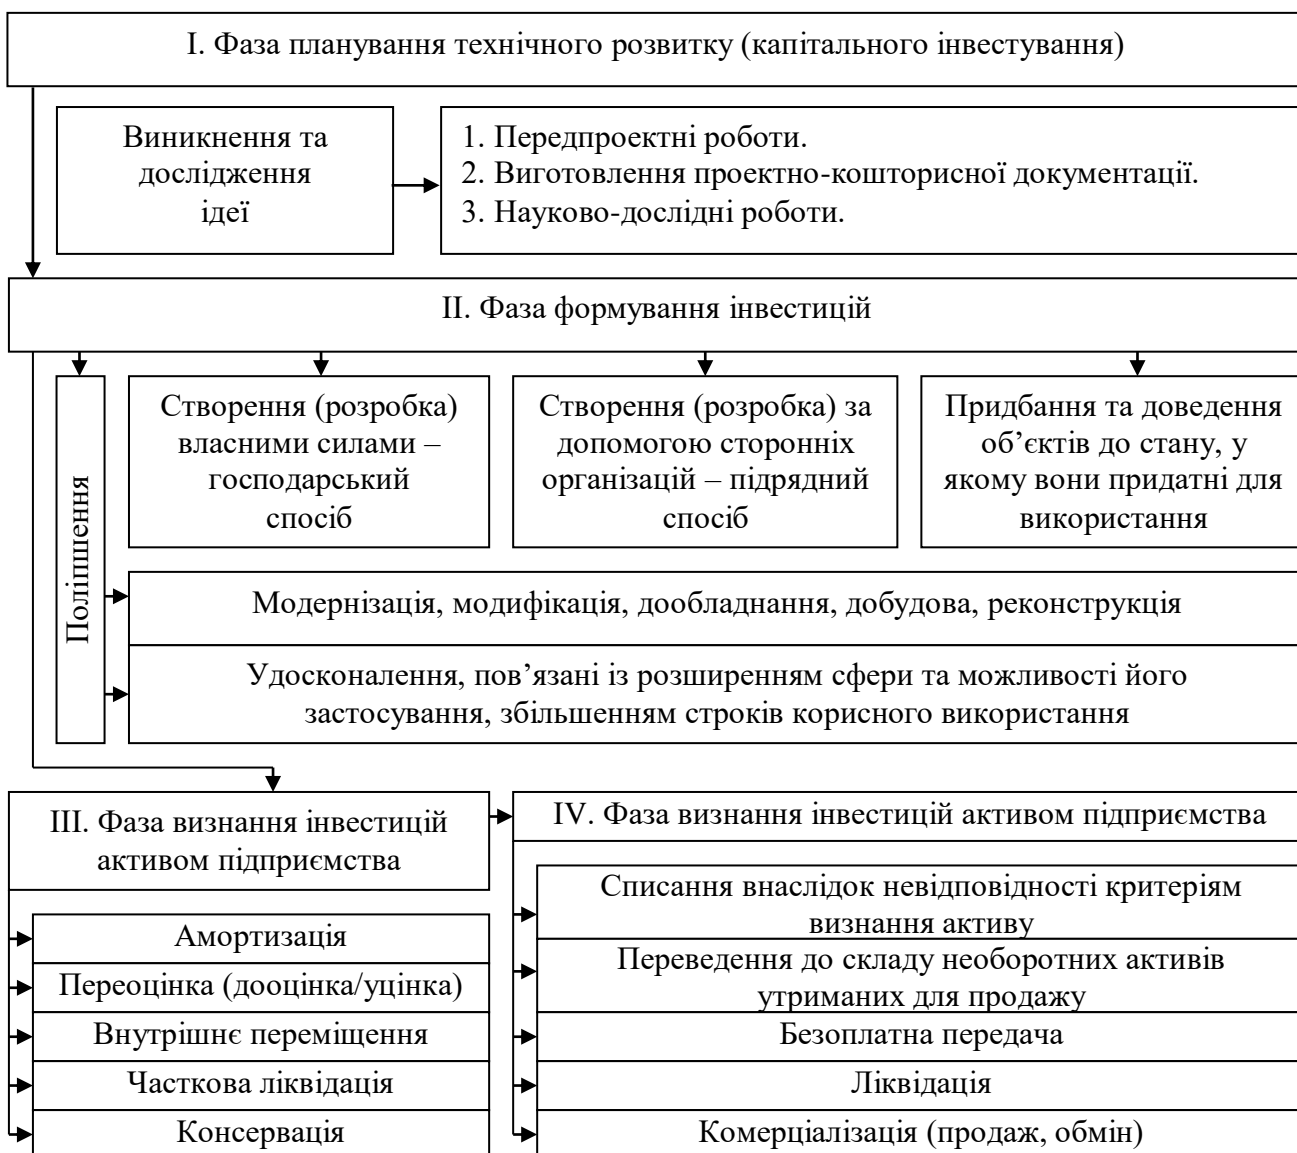 І. Фаза планування технічного розвитку (капітального інвестування)
Виникнення та
дослідження
ідеї
1. Передпроектні роботи.
2. Виготовлення проектно-кошторисної документації.
3. Науково-дослідні роботи.
ІІ. Фаза формування інвестицій
Поліпшення
Створення (розробка)
власними силами –
господарський
спосіб
Створення (розробка) за
допомогою сторонніх
організацій – підрядний
спосіб
Придбання та доведення
об’єктів до стану, у
якому вони придатні для
використання
Модернізація, модифікація, дообладнання, добудова, реконструкція
Удосконалення, пов’язані із розширенням сфери та можливості його
застосування, збільшенням строків корисного використання
ІІІ. Фаза визнання інвестицій
активом підприємства
Амортизація
Переоцінка (дооцінка/уцінка)
Внутрішнє переміщення
Часткова ліквідація
Консервація
IV. Фаза визнання інвестицій активом підприємства
Списання внаслідок невідповідності критеріям
визнання активу
Переведення до складу необоротних активів
утриманих для продажу
Безоплатна передача
Ліквідація
Комерціалізація (продаж, обмін)